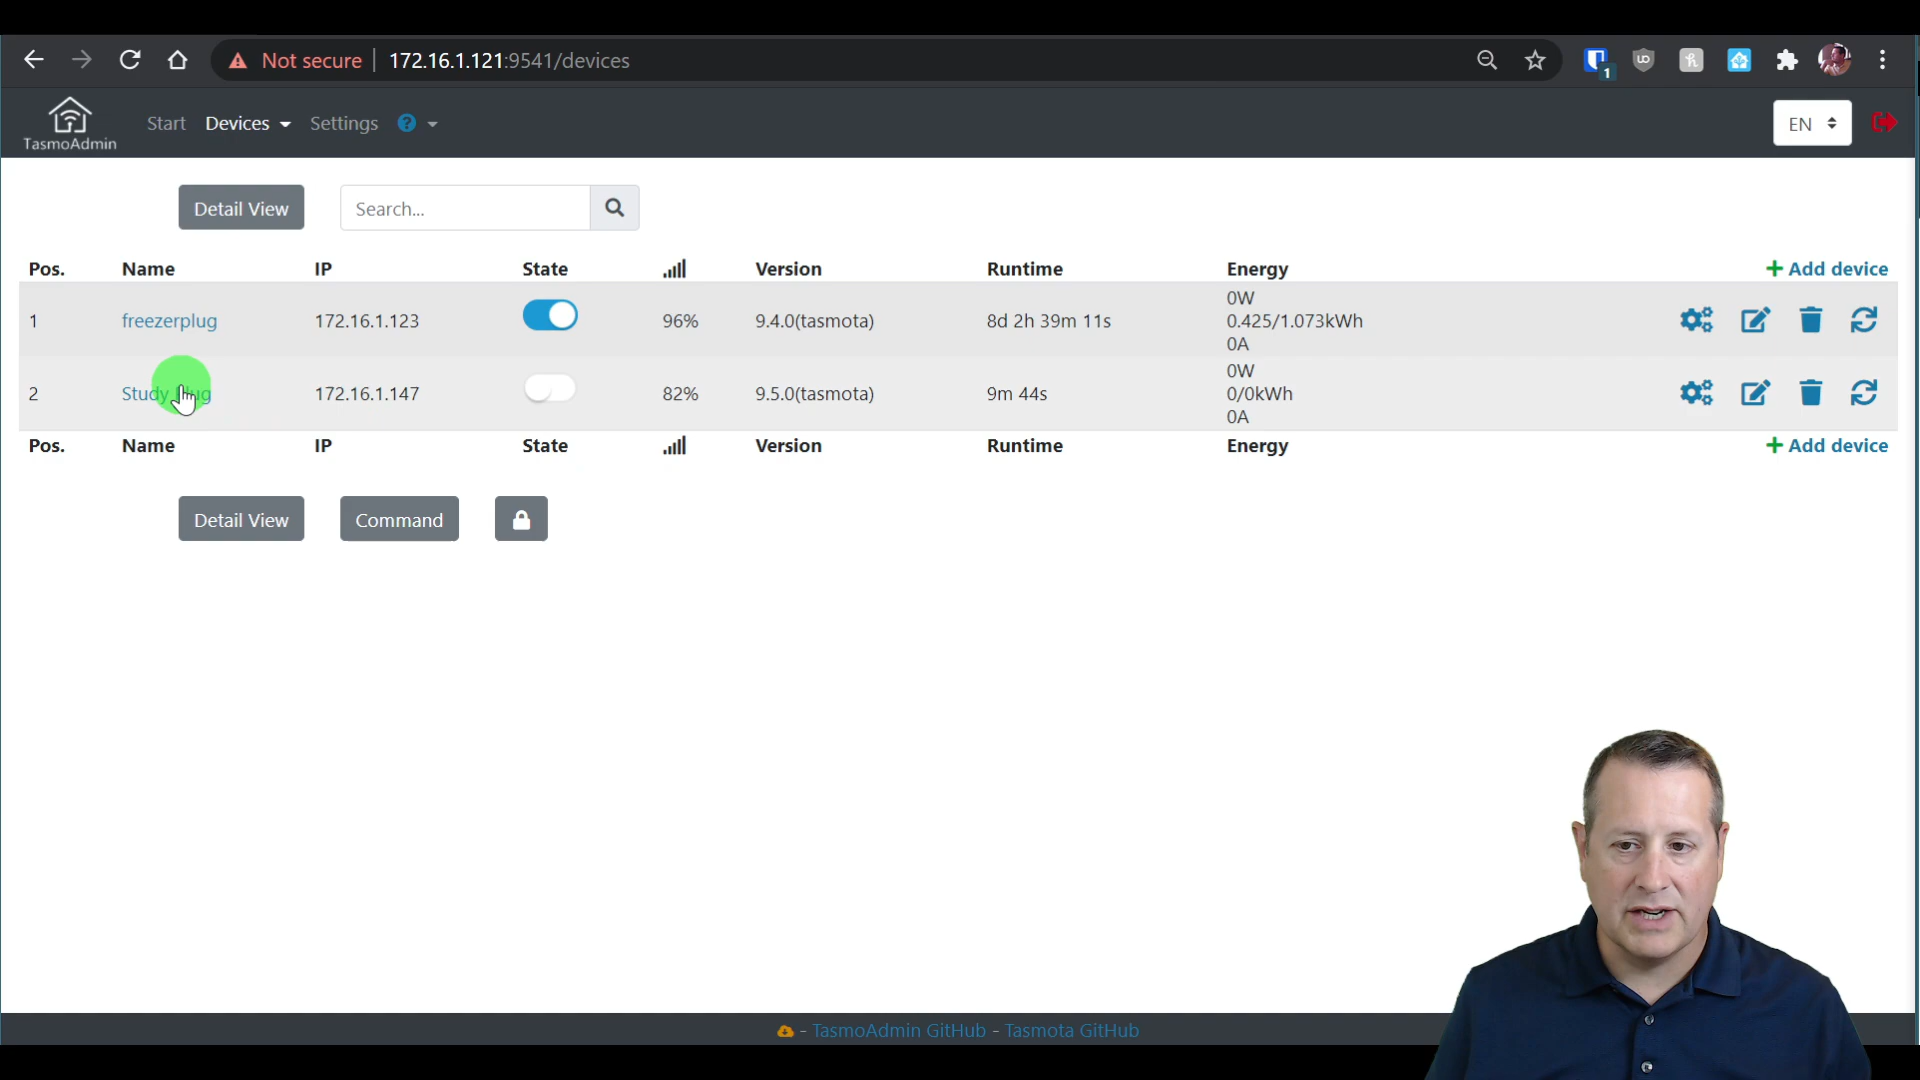 Not secure | 172.16.1.121:9541/devices
1
TasmoAdmin
Start Devices Settings ? EN
Detail View Search...
Pos. Name IP State Version Runtime Energy + Add device
0W
1 freezerplug 172.16.1.123 96% 9.4.0(tasmota) 8d 2h 39m 11s 0.425/1.073kWh
0A
0W
2 Study 172.16.1.147 82% 9.5.0(tasmota) 9m 44s 0/0kWh
0A
Pos. Name IP State Version Runtime Energy + Add device
Detail View Command
- TasmoAdmin GitHub - Tasmota GitHub